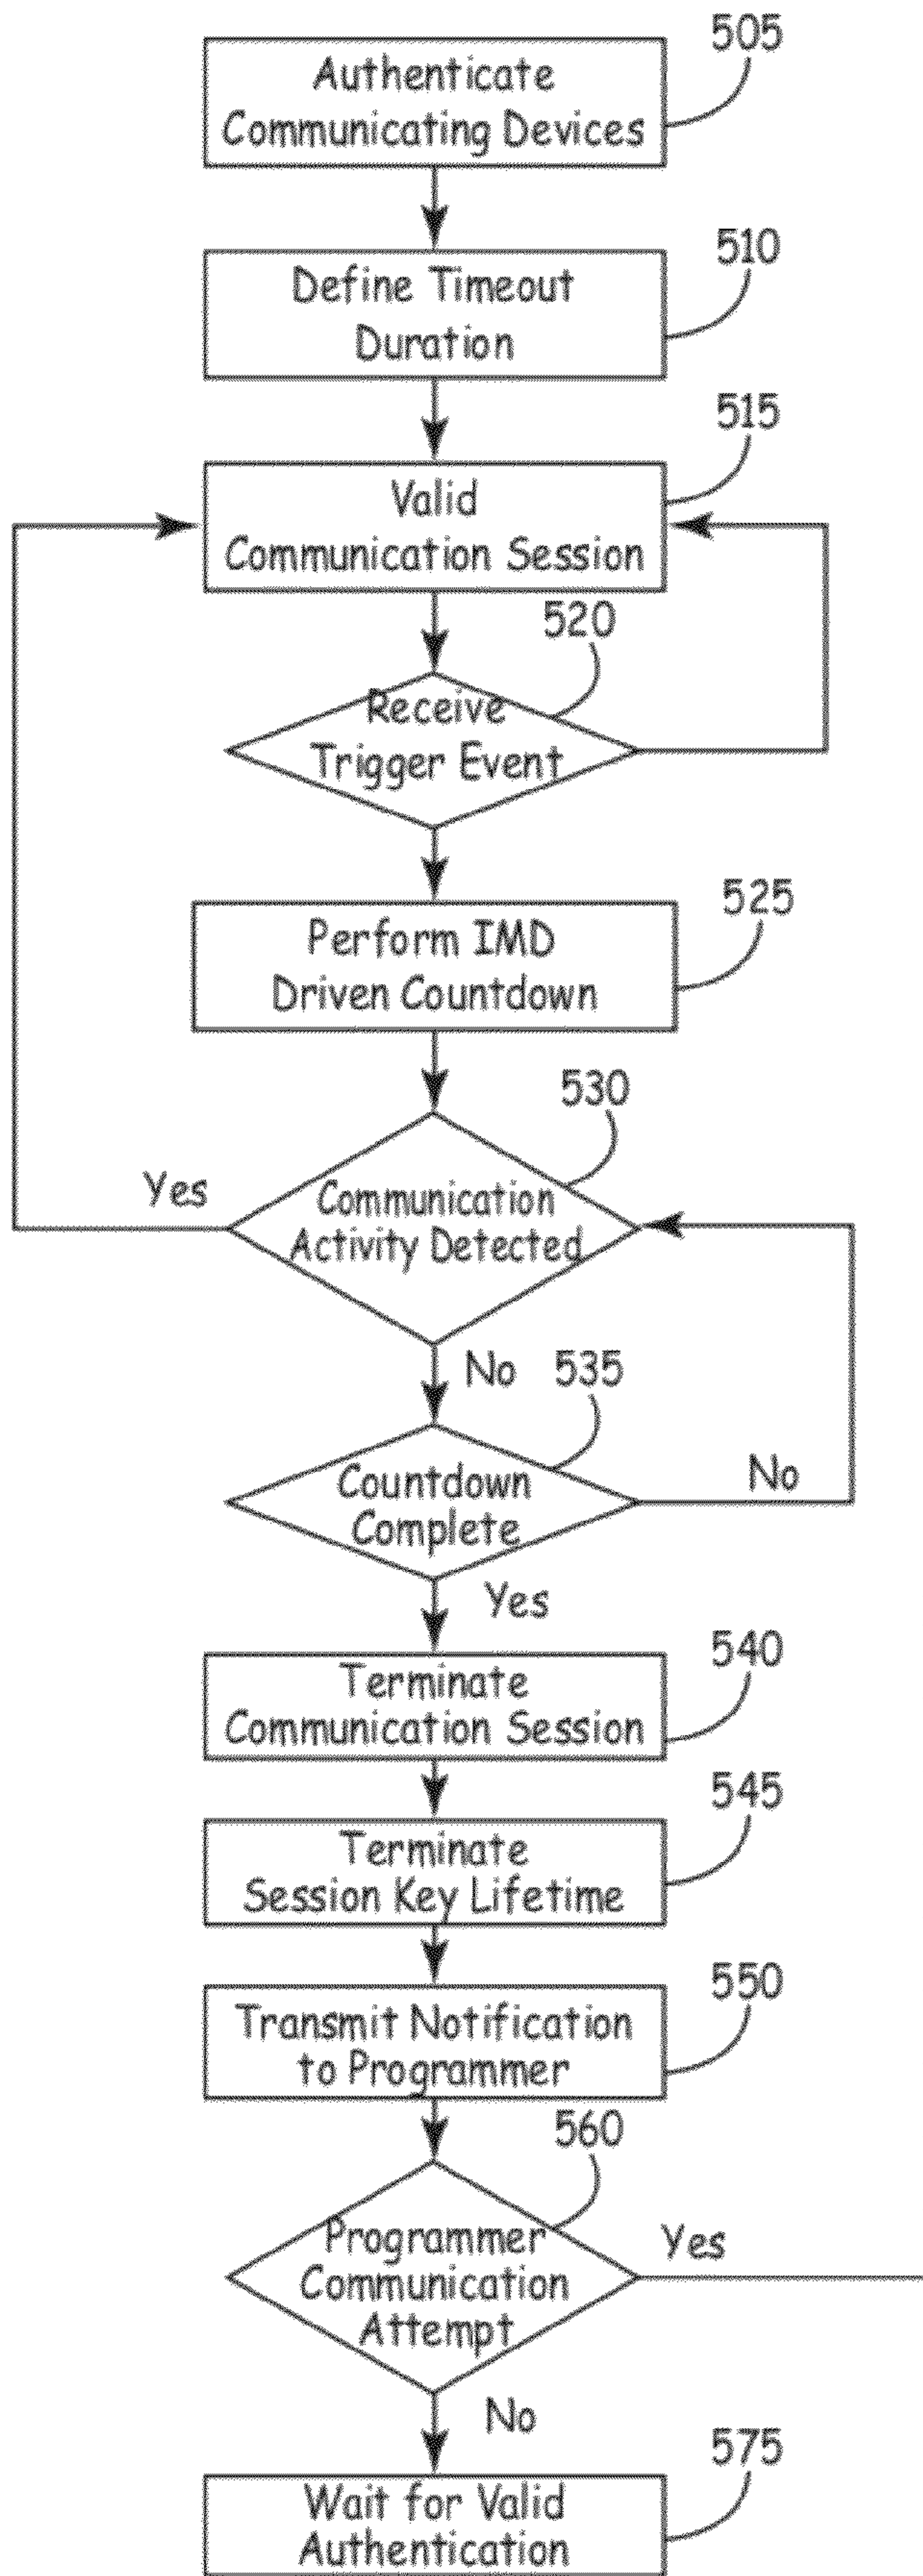 505
Authenticate
Communicating Devices
510
Define Timeout
Duration
515
Valid
Communication Session
520
Receive
Trigger Event
525
Perform IMD
Driven Countdown
530
Yes
Communication
Activity Detected
No
535
Countdown
Complete
No
Yes
540
Terminate
Communication Session
545
Terminate
Session Key Lifetime
550
Transmit Notification
to Programmer
560
Programmer
Communication
Attempt
Yes
No
575
Wait for Valid
Authentication